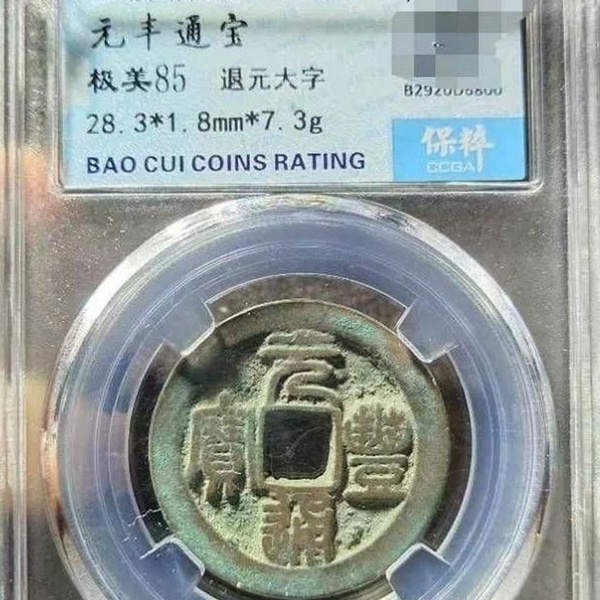 元丰通宝
极美85 退元大字
28.3*1.8mm*7.3g
BAO CUI COINS RATING
保粹
CCGA
元豐通寶